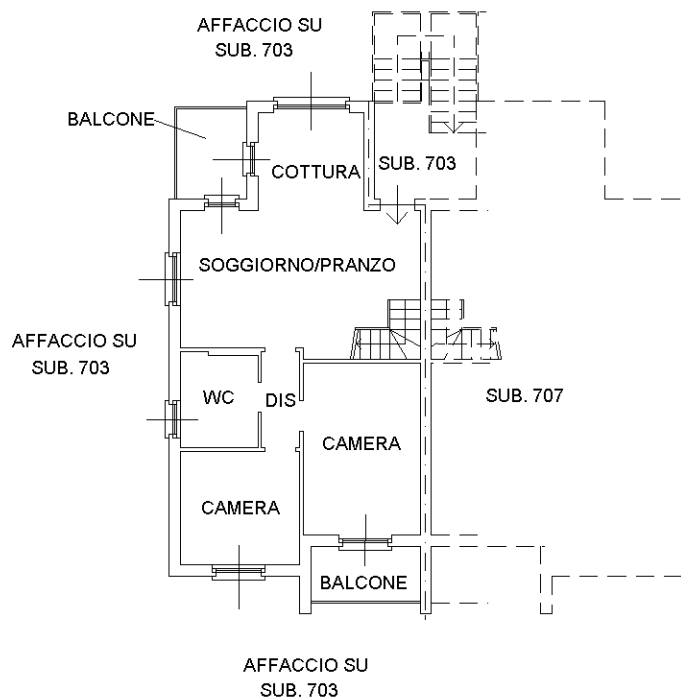 AFFACCIO SU
SUB. 703
BALCONE
COTTURA
SUB. 703
SOGGIORNO/PRANZO
AFFACCIO SU
SUB. 703
WC
DIS
SUB. 707
CAMERA
CAMERA
BALCONE
AFFACCIO SU
SUB. 703